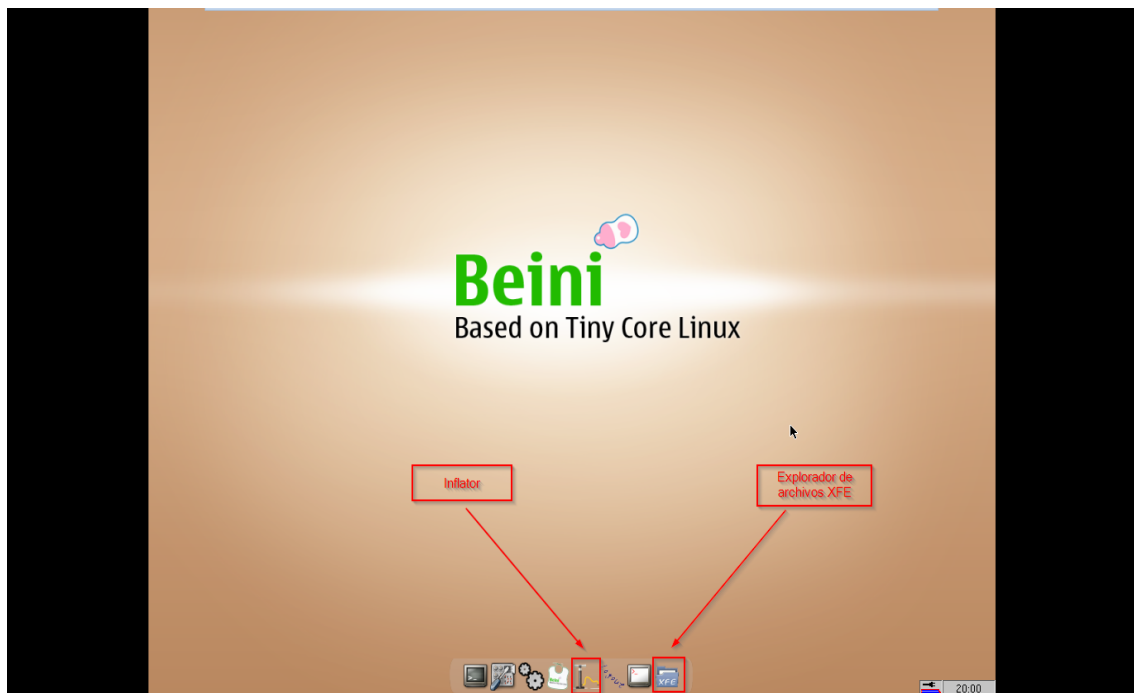 Beini
Based on Tiny Core Linux
Inflator
Explorador de
archivos XFE
XFE
20:00